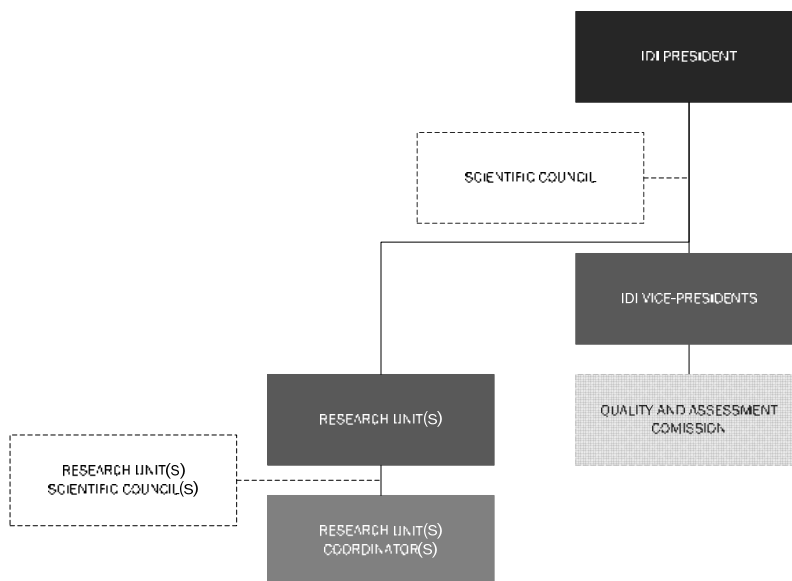 IDI PRESIDENT
SCIENTIFIC COUNCIL
IDI VICE-PRESIDENTS
RESEARCH UNIT(S)
QUALITY AND ASSESSMENT
COMISSION
RESEARCH UNIT(S)
SCIENTIFIC COUNCIL(S)
RESEARCH UNIT(S)
COORDINATOR(S)